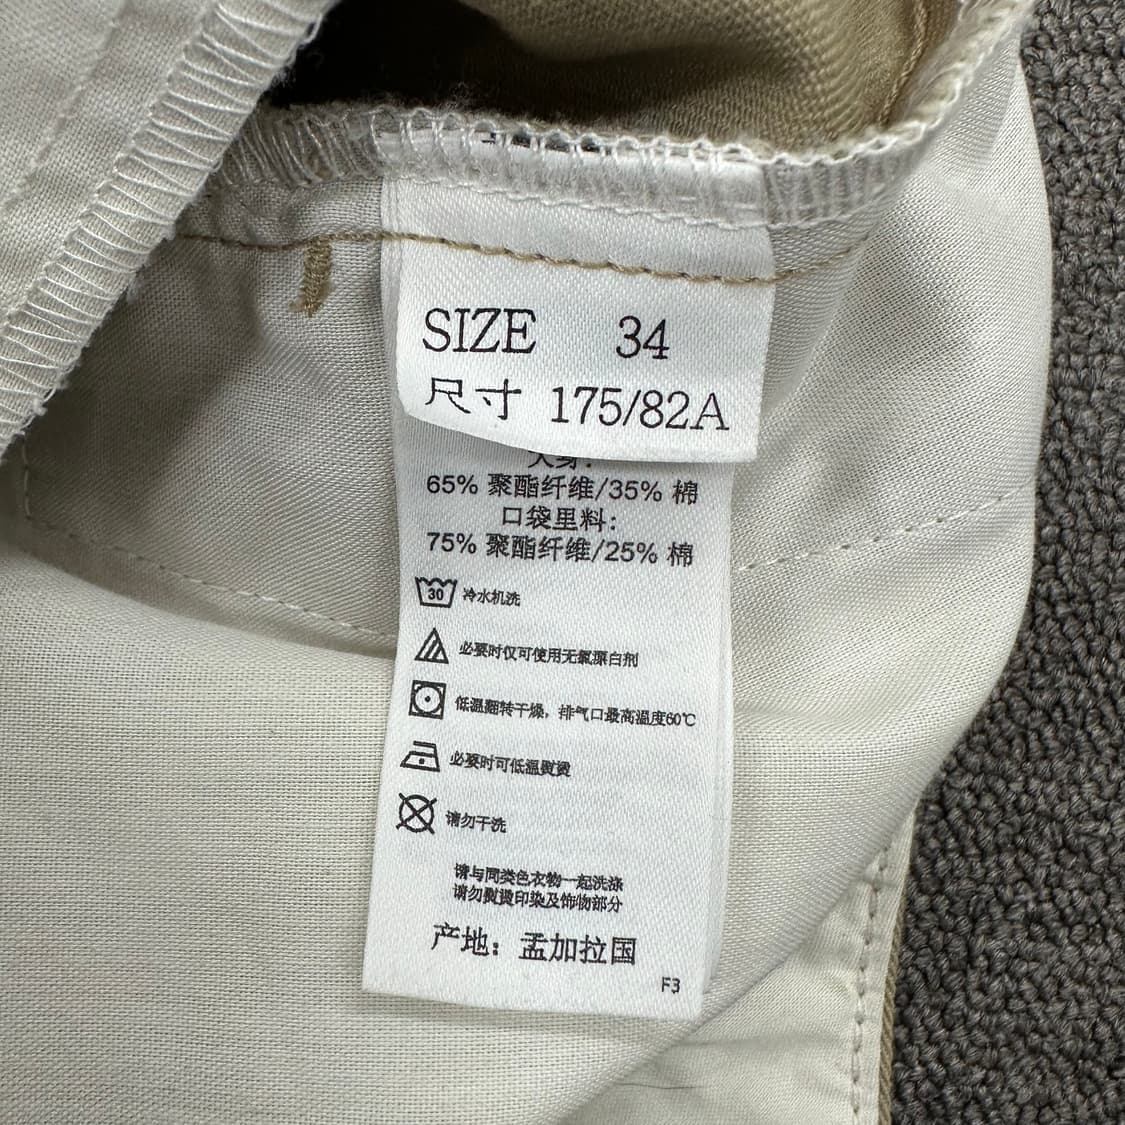 SIZE 34
尺寸 175/82A
大身:
65% 聚酯纤维/35% 棉
口袋里料:
75% 聚酯纤维/25% 棉
30 冷水机洗
必要时仅可使用无氯漂白剂
低温翻转干燥，排气口最高温度60℃
必要时可低温熨烫
请勿干洗
请与同类色衣物一起洗涤
请勿熨烫印染及饰物部分
产地：孟加拉国
F3